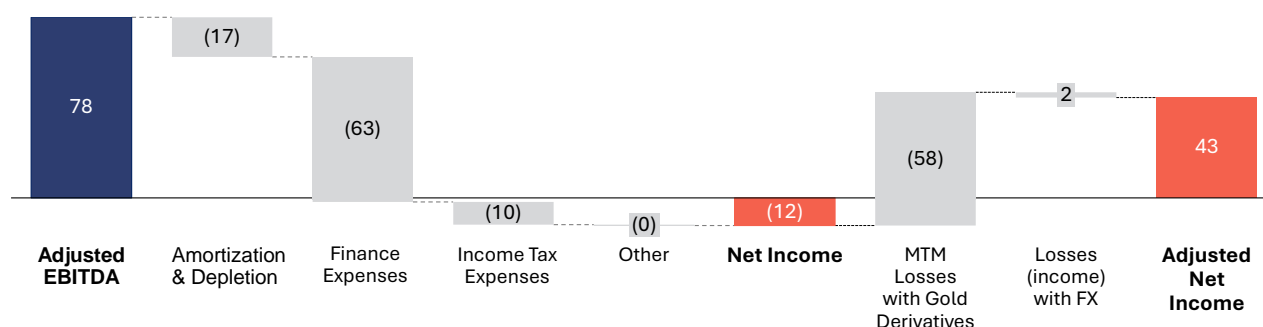 78
(17)
(63)
(10)
(0)
(12)
(58)
2
43
Adjusted
EBITDA
Amortization
& Depletion
Finance
Expenses
Income Tax
Expenses
Other
Net Income
MTM
Losses
with Gold
Derivatives
Losses
(income)
with FX
Adjusted
Net
Income